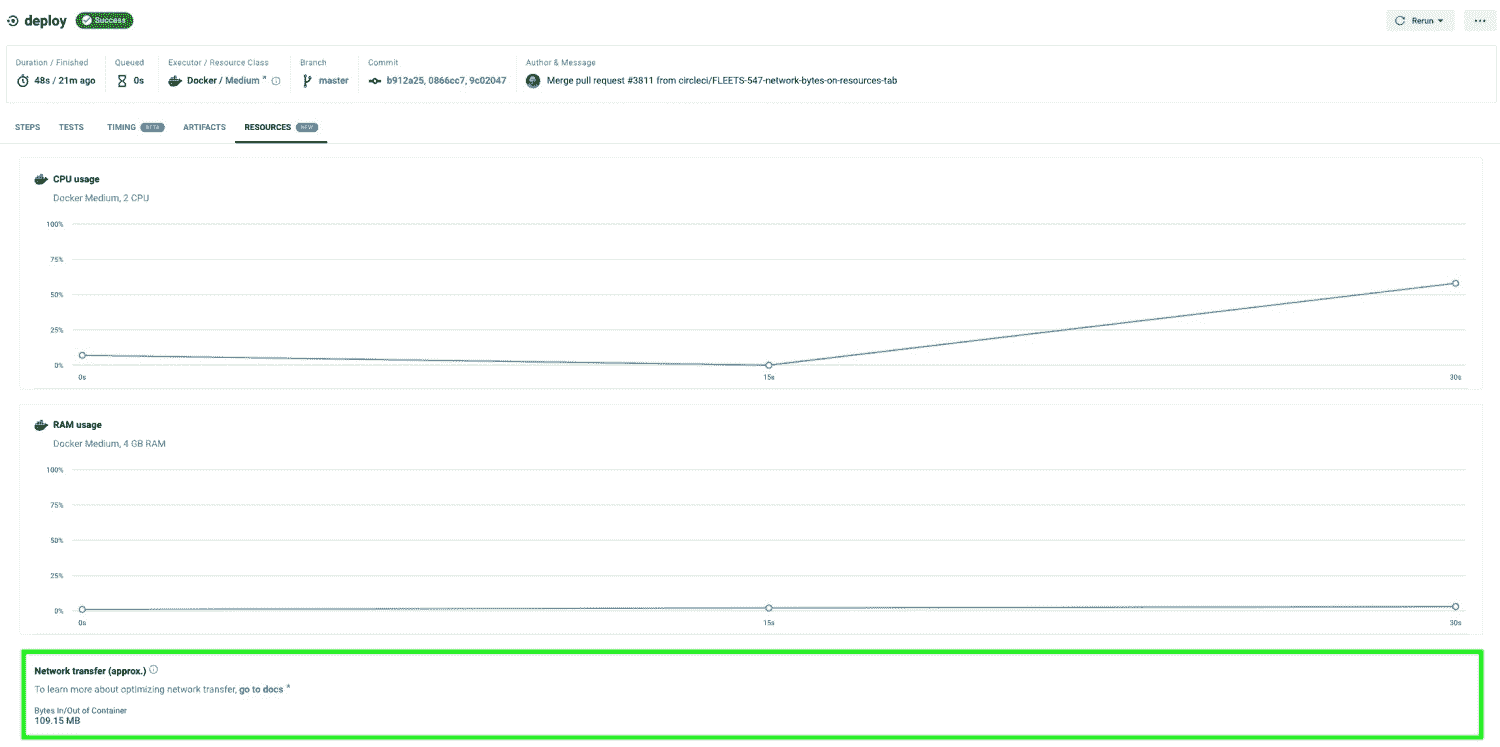 deploy Success Rerun
Duration / Finished Queued Executor / Resource Class Branch Commit Author & Message
48s / 21m ago 0s Docker / Medium master b912a25, 0866cc7, 9c02047 Merge pull request #3811 from circleci/FLEETS-547-network-bytes-on-resources-tab
STEPS TESTS TIMING BETA ARTIFACTS RESOURCES NEW
CPU usage
Docker Medium, 2 CPU
100%
75%
50%
25%
0%
0s 15s 30s
RAM usage
Docker Medium, 4 GB RAM
100%
75%
50%
25%
0%
0s 15s 30s
Network transfer (approx.)
To learn more about optimizing network transfer, go to docs
Bytes In/Out of Container
109.15 MB